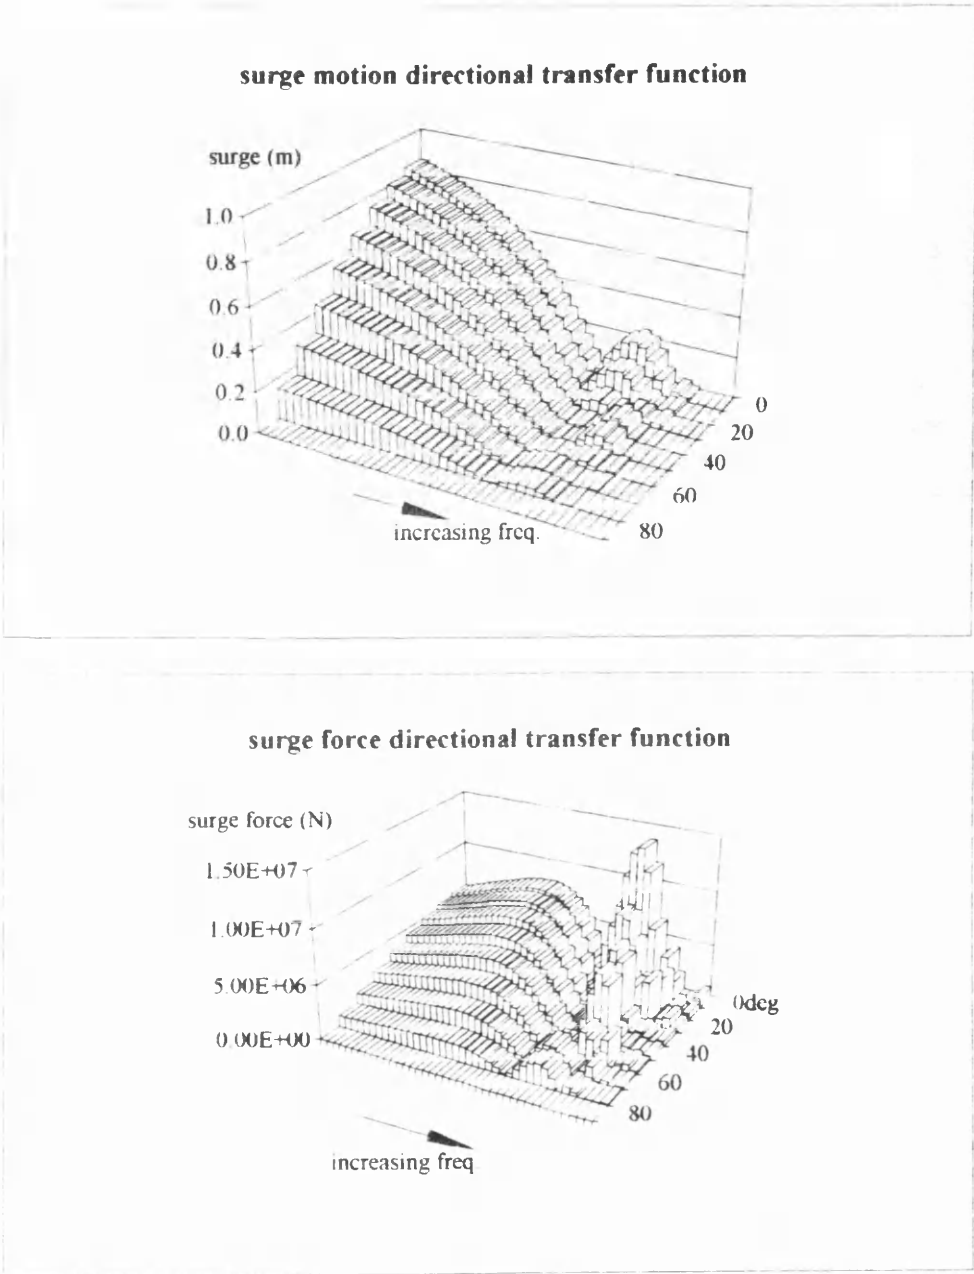 surge motion directional transfer function
surge (m)
1.0
0.8
0.6
0.4
0.2
0.0
0
20
40
60
80
increasing freq.
surge force directional transfer function
surge force (N)
1.50E+07
1.00E+07
5.00E+06
0.00E+00
0deg
20
40
60
80
increasing freq